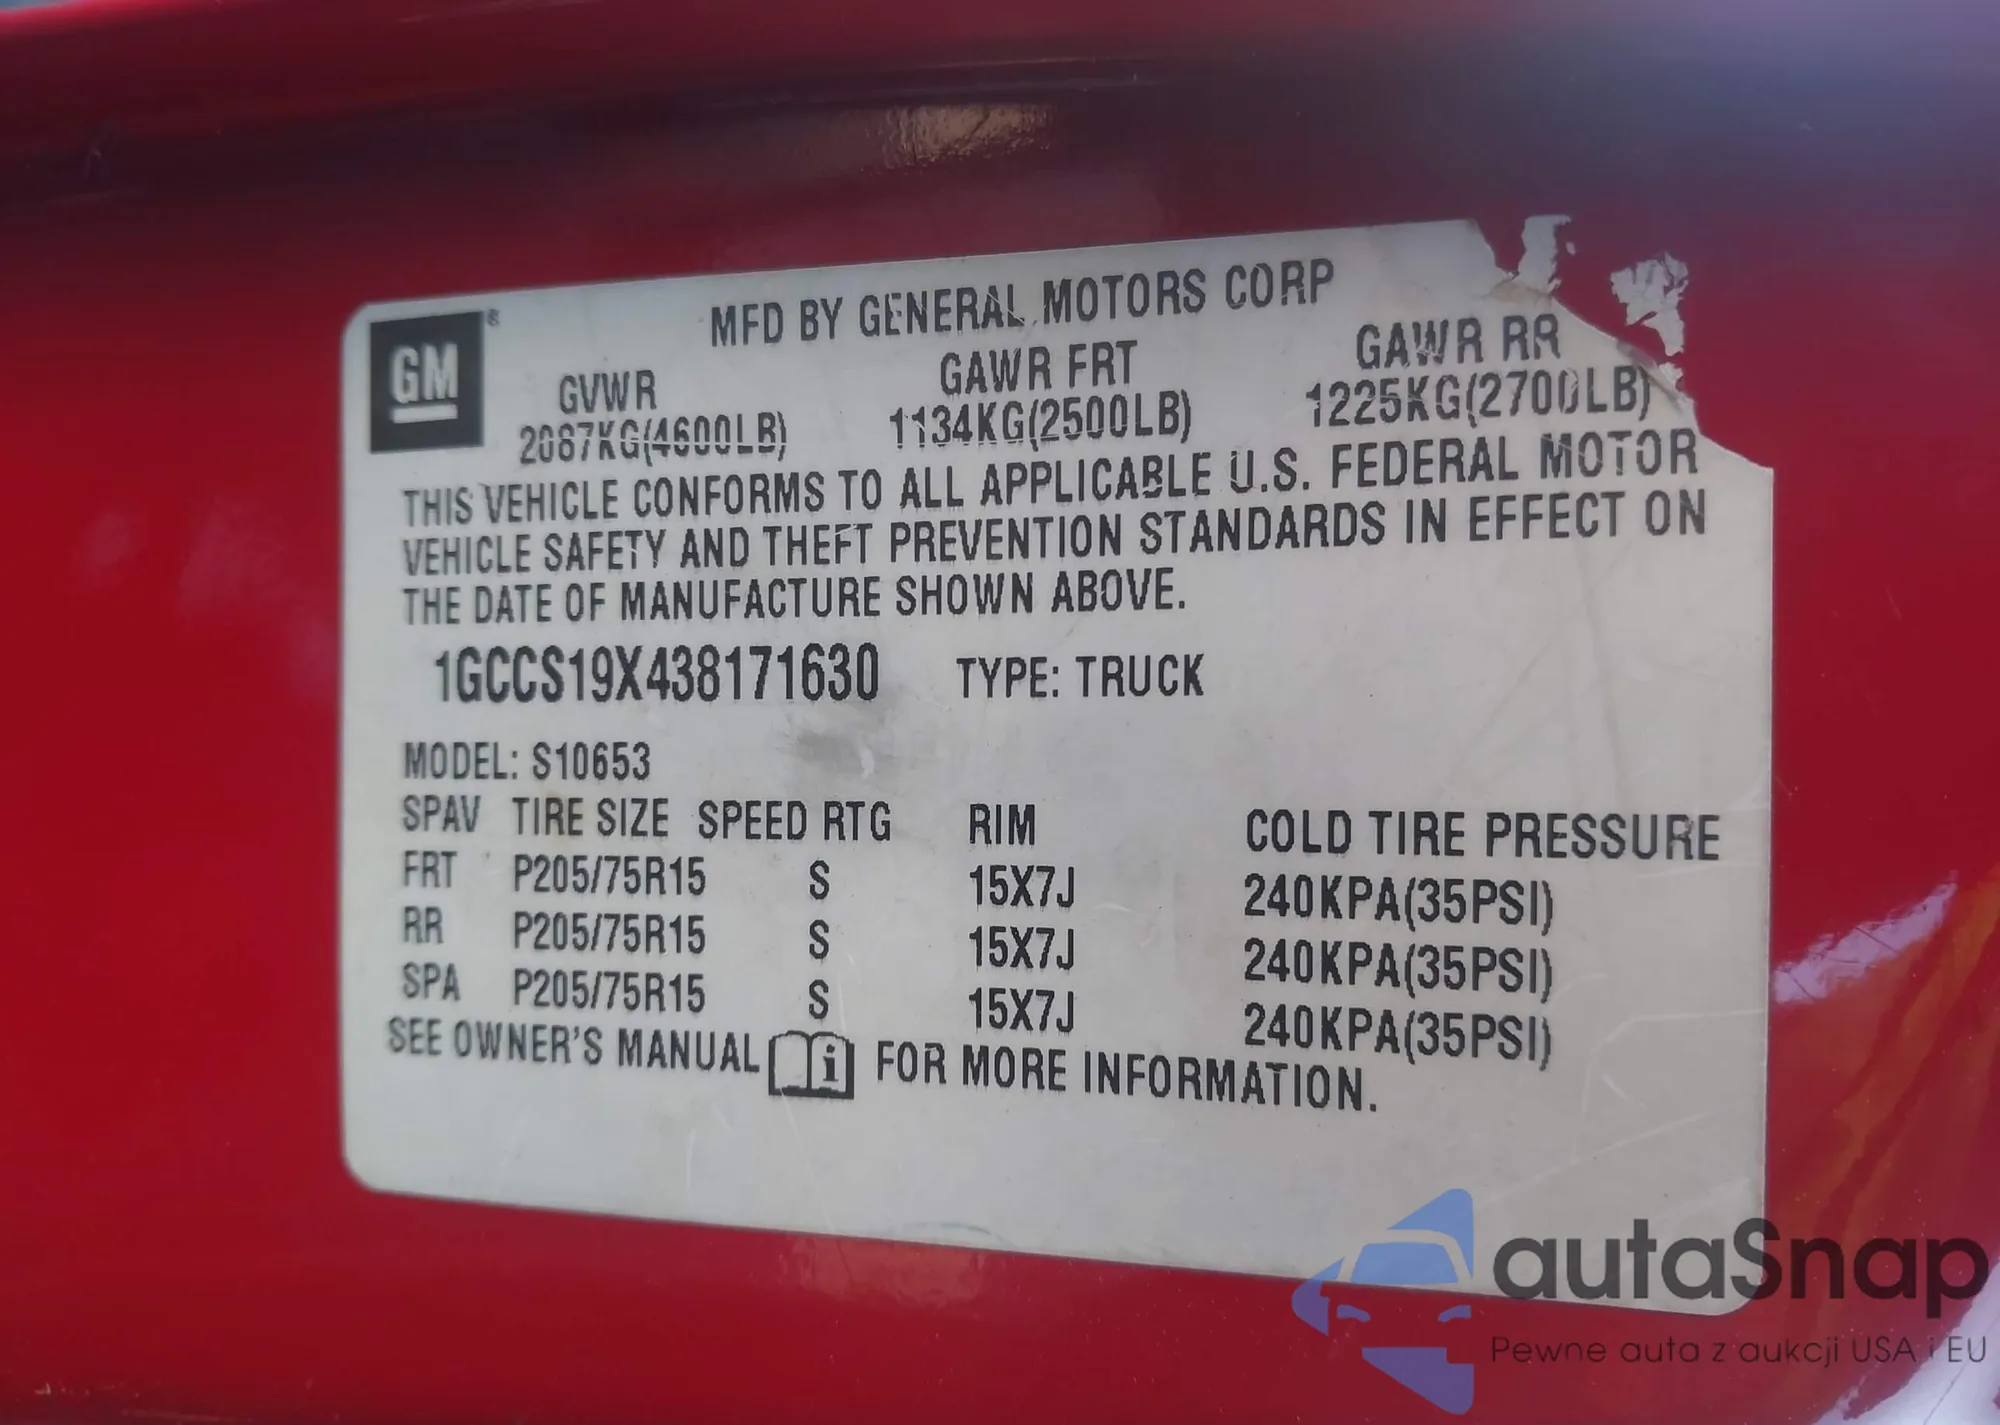 MFD BY GENERAL MOTORS CORP
GM®
GVWR GAWR FRT GAWR RR
2087KG(4600LB) 1134KG(2500LB) 1225KG(2700LB)
THIS VEHICLE CONFORMS TO ALL APPLICABLE U.S. FEDERAL MOTOR
VEHICLE SAFETY AND THEFT PREVENTION STANDARDS IN EFFECT ON
THE DATE OF MANUFACTURE SHOWN ABOVE.
1GCCS19X438171630 TYPE: TRUCK
MODEL: S10653
SPAV TIRE SIZE SPEED RTG RIM COLD TIRE PRESSURE
FRT P205/75R15 S 15X7J 240KPA(35PSI)
RR P205/75R15 S 15X7J 240KPA(35PSI)
SPA P205/75R15 S 15X7J 240KPA(35PSI)
SEE OWNER'S MANUAL i FOR MORE INFORMATION.
autaSnap
Pewne auta z aukcji USA i EU